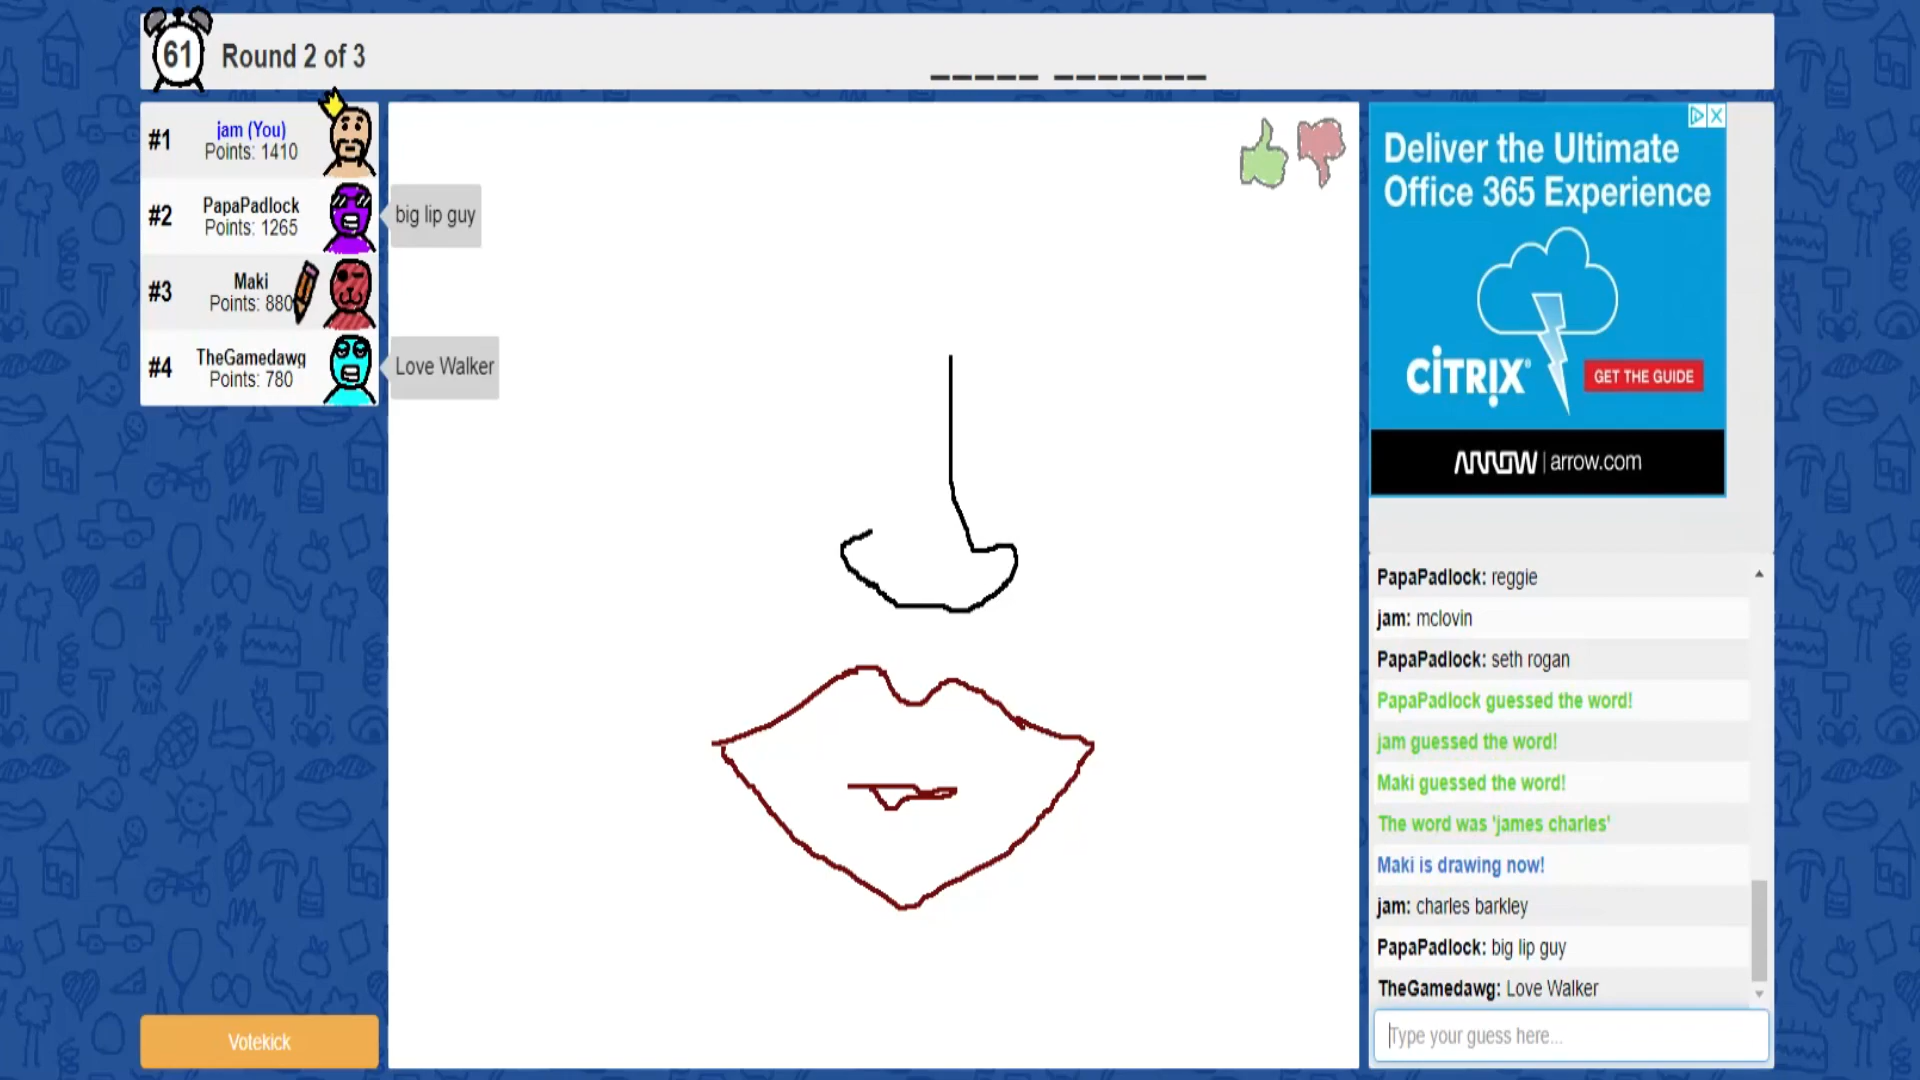 61
Round 2 of 3
_____ _______
#1
jam (You)
Points: 1410
#2
PapaPadlock
Points: 1265
big lip guy
#3
Maki
Points: 880
#4
TheGamedawg
Points: 780
Love Walker
Votekick
Deliver the Ultimate
Office 365 Experience
CiTRIX®
GET THE GUIDE
ARROW | arrow.com
PapaPadlock: reggie
jam: mclovin
PapaPadlock: seth rogan
PapaPadlock guessed the word!
jam guessed the word!
Maki guessed the word!
The word was 'james charles'
Maki is drawing now!
jam: charles barkley
PapaPadlock: big lip guy
TheGamedawg: Love Walker
Type your guess here...